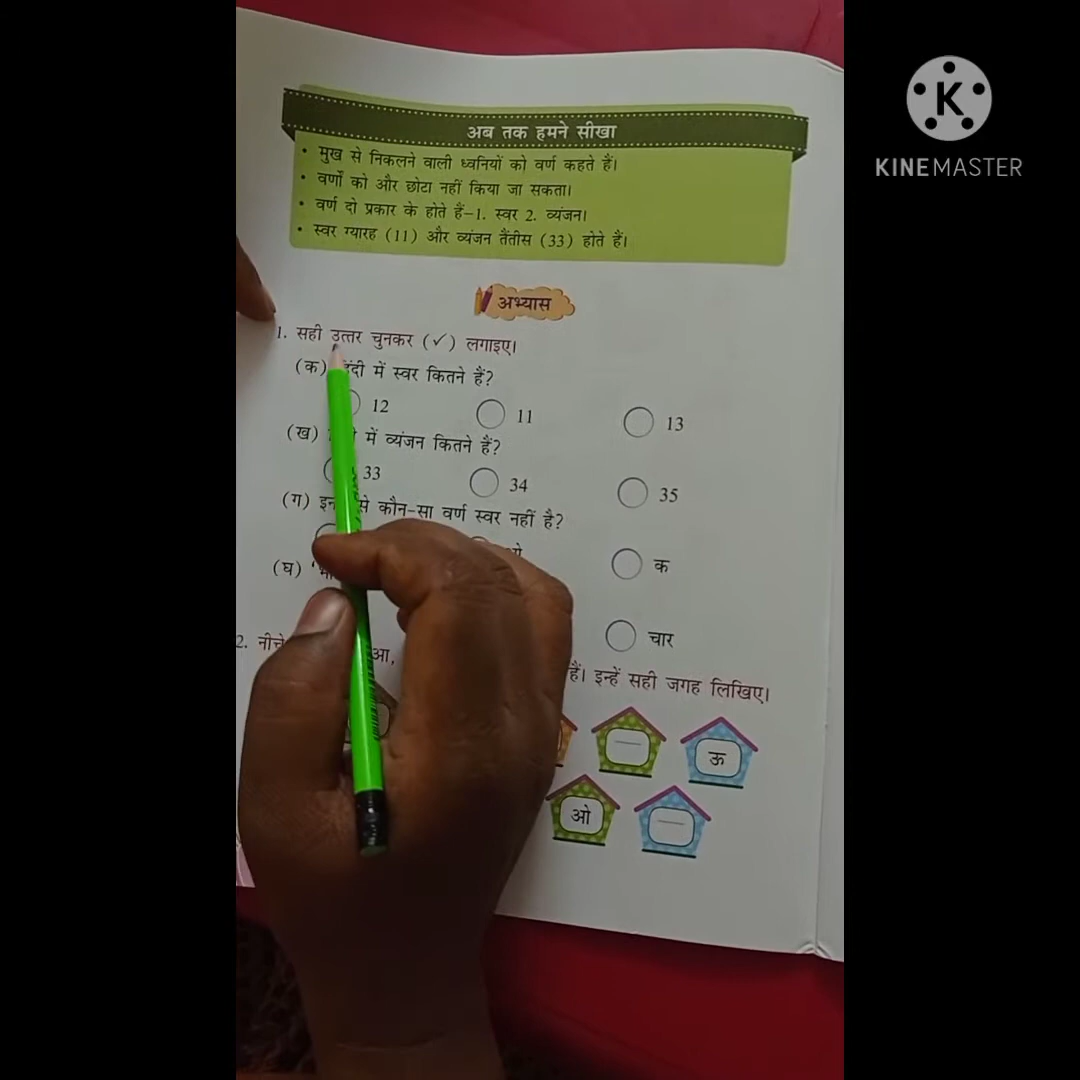 अब तक हमने सीखा
• मुख से निकलने वाली ध्वनियों को वर्ण कहते हैं।
• वर्णों को और छोटा नहीं किया जा सकता।
• वर्ण दो प्रकार के होते हैं–1. स्वर 2. व्यंजन।
• स्वर ग्यारह (11) और व्यंजन तैंतीस (33) होते हैं।
अभ्यास
1. सही उत्तर चुनकर (✓) लगाइए।
(क) में स्वर कितने हैं?
12 11 13
(ख) में व्यंजन कितने हैं?
33 34 35
(ग) से कौन-सा वर्ण स्वर नहीं है?
क
(घ)
चार
2. नीचे आ, हैं। इन्हें सही जगह लिखिए।
ऊ
ओ
K
KINEMASTER